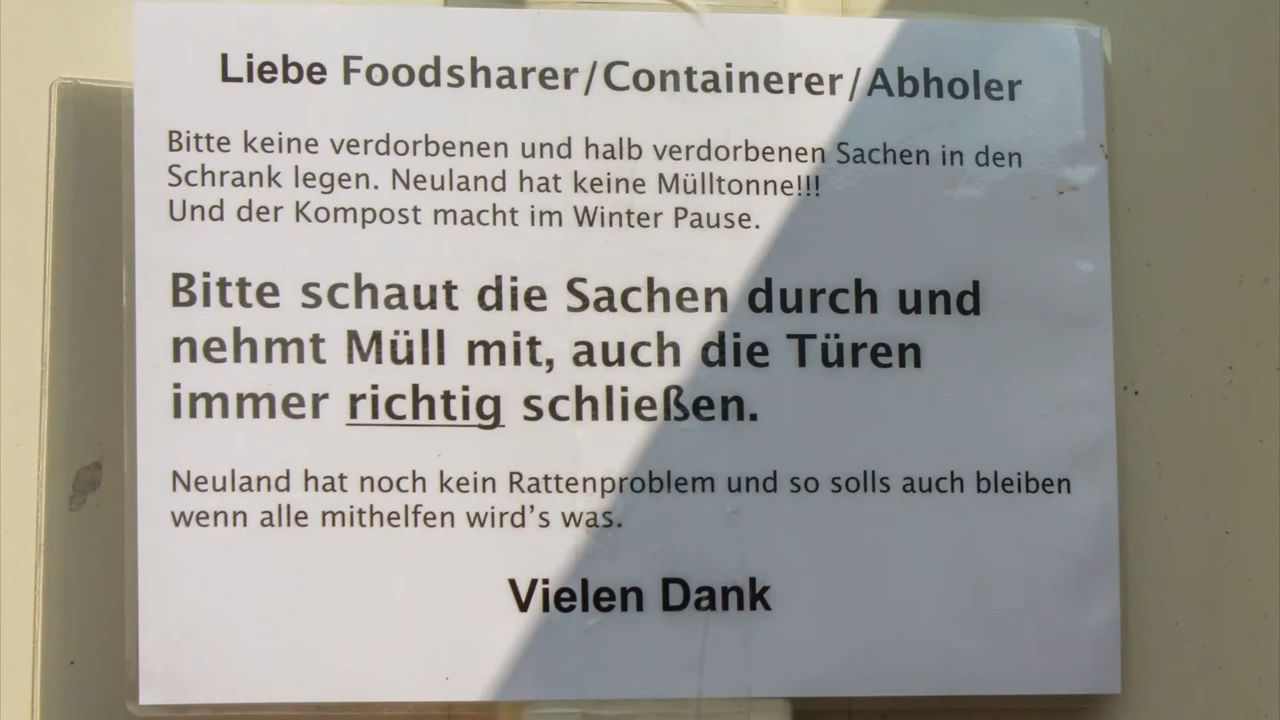 Liebe Foodsharer/Containerer/Abholer
Bitte keine verdorbenen und halb verdorbenen Sachen in den
Schrank legen. Neuland hat keine Mülltonne!!!
Und der Kompost macht im Winter Pause.
Bitte schaut die Sachen durch und
nehmt Müll mit, auch die Türen
immer richtig schließen.
Neuland hat noch kein Rattenproblem und so solls auch bleiben
wenn alle mithelfen wird's was.
Vielen Dank